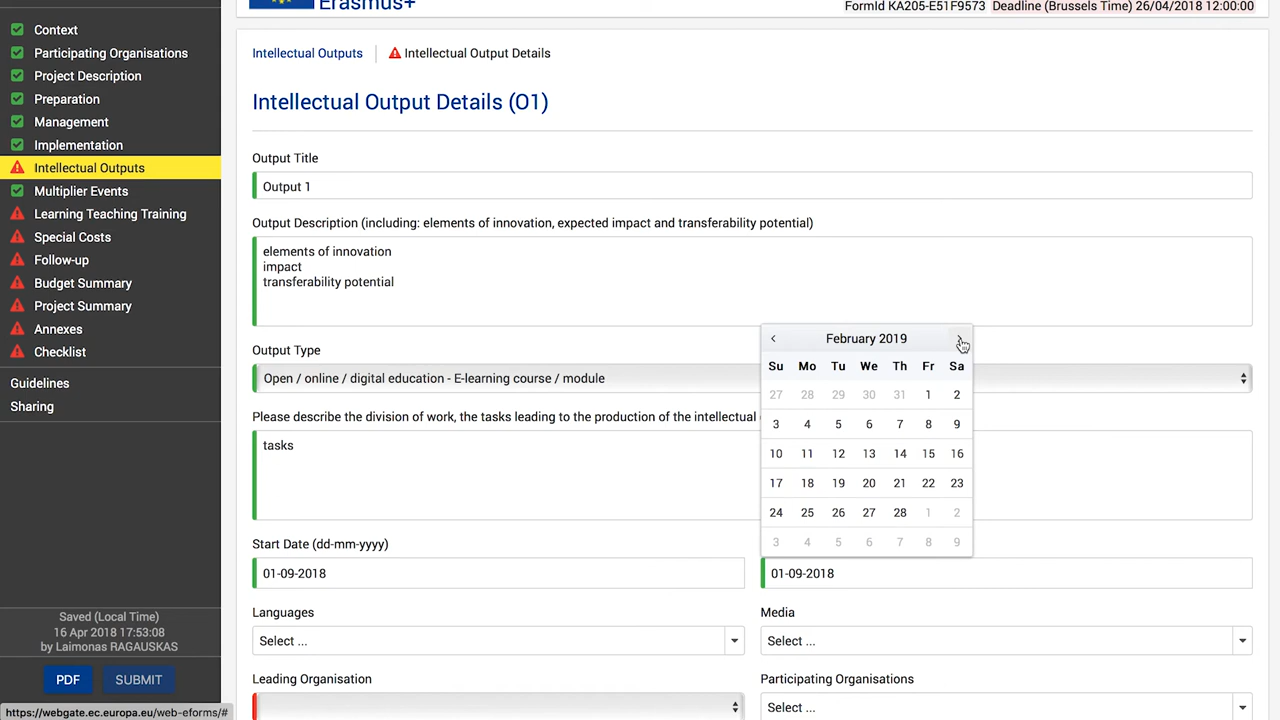 Erasmus+
FormId KA205-E51F9573 Deadline (Brussels Time) 26/04/2018 12:00:00
Context
Participating Organisations
Project Description
Preparation
Management
Implementation
Intellectual Outputs
Multiplier Events
Learning Teaching Training
Special Costs
Follow-up
Budget Summary
Project Summary
Annexes
Checklist
Guidelines
Sharing
Saved (Local Time)
16 Apr 2018 17:53:08
by Laimonas RAGAUSKAS
PDF SUBMIT
https://webgate.ec.europa.eu/web-eforms/#
Intellectual Outputs Intellectual Output Details
Intellectual Output Details (O1)
Output Title
Output 1
Output Description (including: elements of innovation, expected impact and transferability potential)
elements of innovation
impact
transferability potential
Output Type
Open / online / digital education - E-learning course / module
Please describe the division of work, the tasks leading to the production of the intellectual
tasks
February 2019
Su Mo Tu We Th Fr Sa
27 28 29 30 31 1 2
3 4 5 6 7 8 9
10 11 12 13 14 15 16
17 18 19 20 21 22 23
24 25 26 27 28 1 2
3 4 5 6 7 8 9
Start Date (dd-mm-yyyy)
01-09-2018 01-09-2018
Languages Media
Select ... Select ...
Leading Organisation Participating Organisations
Select ...